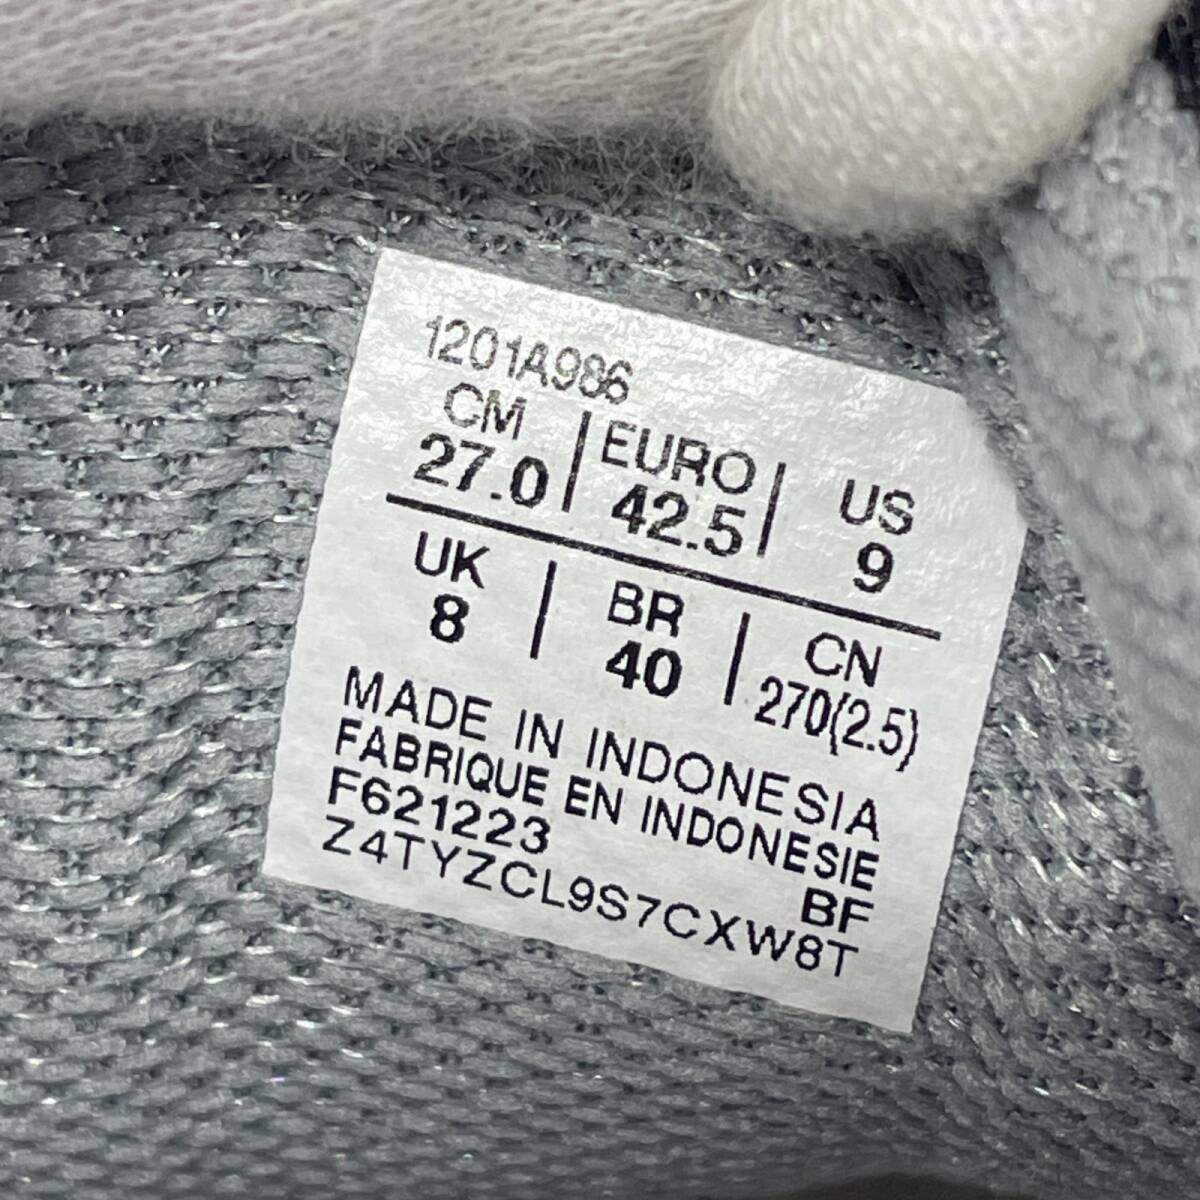 1201A986
CM | EURO | US
27.0 | 42.5 | 9
UK | BR | CN
8 | 40 | 270(2.5)
MADE IN INDONESIA
FABRIQUE EN INDONESIE
F621223
BF
Z4TYZCL9S7CXW8T